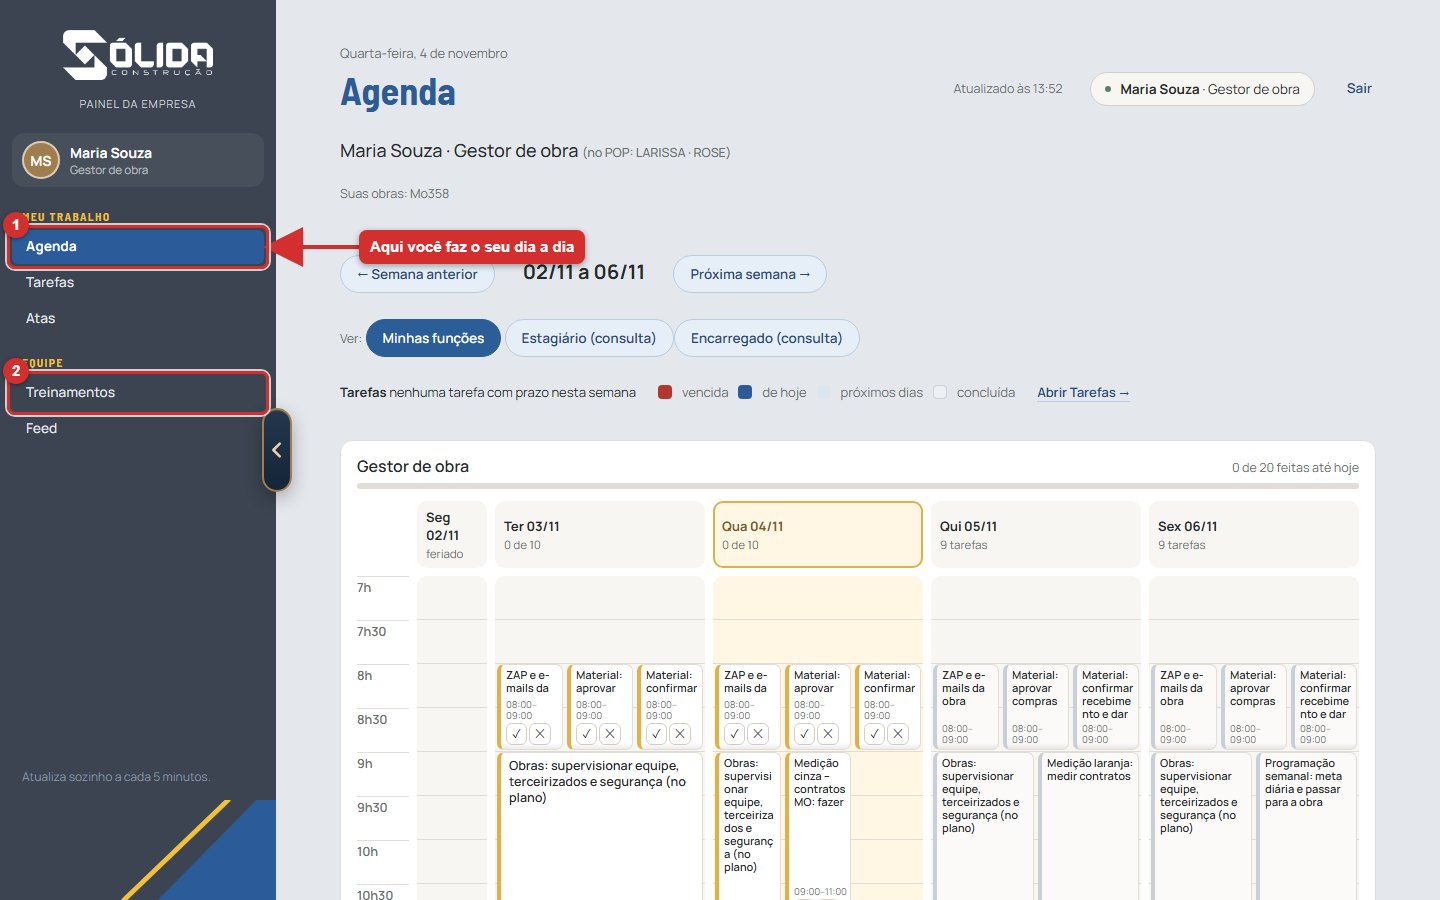 SÓLIDA
CONSTRUÇÃO
PAINEL DA EMPRESA
MS
Maria Souza
Gestor de obra
1
MEU TRABALHO
Agenda
Tarefas
Atas
2
EQUIPE
Treinamentos
Feed
Atualiza sozinho a cada 5 minutos.
Quarta-feira, 4 de novembro
Agenda
Atualizado às 13:52
Maria Souza · Gestor de obra
Sair
Maria Souza · Gestor de obra (no POP: LARISSA · ROSE)
Suas obras: Mo358
Aqui você faz o seu dia a dia
← Semana anterior
02/11 a 06/11
Próxima semana →
Ver:
Minhas funções
Estagiário (consulta)
Encarregado (consulta)
Tarefas nenhuma tarefa com prazo nesta semana
vencida
de hoje
próximos dias
concluída
Abrir Tarefas →
Gestor de obra
0 de 20 feitas até hoje
Seg
02/11
feriado
Ter 03/11
0 de 10
Qua 04/11
0 de 10
Qui 05/11
9 tarefas
Sex 06/11
9 tarefas
7h
7h30
8h
8h30
9h
9h30
10h
10h30
ZAP e e-
mails da
08:00–
09:00
✓ ✕
Material:
aprovar
08:00–
09:00
✓ ✕
Material:
confirmar
08:00–
09:00
✓ ✕
Obras: supervisionar equipe,
terceirizados e segurança (no
plano)
ZAP e e-
mails da
08:00–
09:00
✓ ✕
Material:
aprovar
08:00–
09:00
✓ ✕
Material:
confirmar
08:00–
09:00
✓ ✕
Obras:
supervisi
onar
equipe,
terceiriza
dos e
seguranç
a (no
plano)
Medição
cinza –
contratos
MO: fazer
09:00–11:00
ZAP e e-
mails da
obra
08:00–
09:00
Material:
aprovar
compras
08:00–
09:00
Material:
confirmar
recebime
nto e dar
08:00–
09:00
Obras:
supervisionar
equipe,
terceirizados e
segurança (no
plano)
Medição laranja:
medir contratos
ZAP e e-
mails da
obra
08:00–
09:00
Material:
aprovar
compras
08:00–
09:00
Material:
confirmar
recebime
nto e dar
08:00–
09:00
Obras:
supervisionar
equipe,
terceirizados e
segurança (no
plano)
Programação
semanal: meta
diária e passar
para a obra